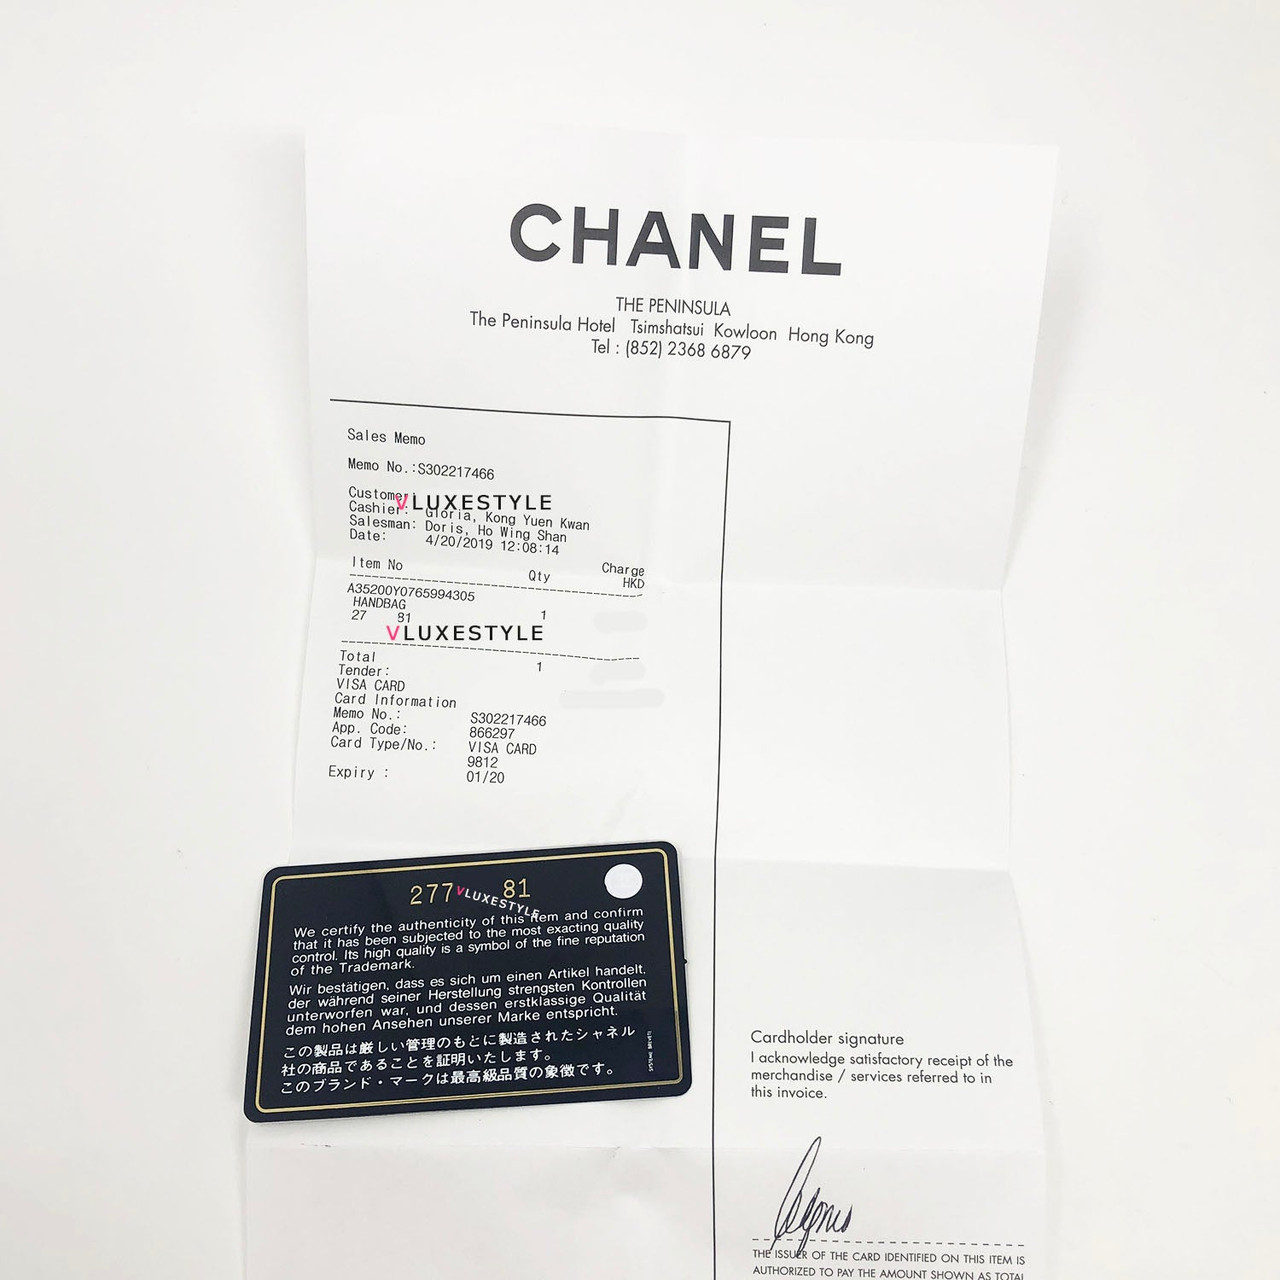 CHANEL
THE PENINSULA
The Peninsula Hotel Tsimshatsui Kowloon Hong Kong
Tel : (852) 2368 6879
Sales Memo
Memo No.:S302217466
Customer:
VLUXESTYLE
Cashier: Gloria, Kong Yuen Kwan
Salesman: Doris, Ho Wing Shan
Date: 4/20/2019 12:08:14
Item No Qty Charge
HKD
A35200Y0765994305
HANDBAG 1
27 81
VLUXESTYLE
Total 1
Tender:
VISA CARD
Card Information
Memo No.: S302217466
App. Code: 866297
Card Type/No.: VISA CARD
9812
Expiry : 01/20
277 81
VLUXESTYLE
We certify the authenticity of this item and confirm
that it has been subjected to the most exacting quality
control. Its high quality is a symbol of the fine reputation
of the Trademark.
Wir bestätigen, dass es sich um einen Artikel handelt,
der während seiner Herstellung strengsten Kontrollen
unterworfen war, und dessen erstklassige Qualität
dem hohen Ansehen unserer Marke entspricht.
この製品は厳しい管理のもとに製造されたシャネル
社の商品であることを証明いたします。
このブランド・マークは最高級品質の象徴です。
Cardholder signature
I acknowledge satisfactory receipt of the
merchandise / services referred to in
this invoice.
THE ISSUER OF THE CARD IDENTIFIED ON THIS ITEM IS
AUTHORIZED TO PAY THE AMOUNT SHOWN AS TOTAL